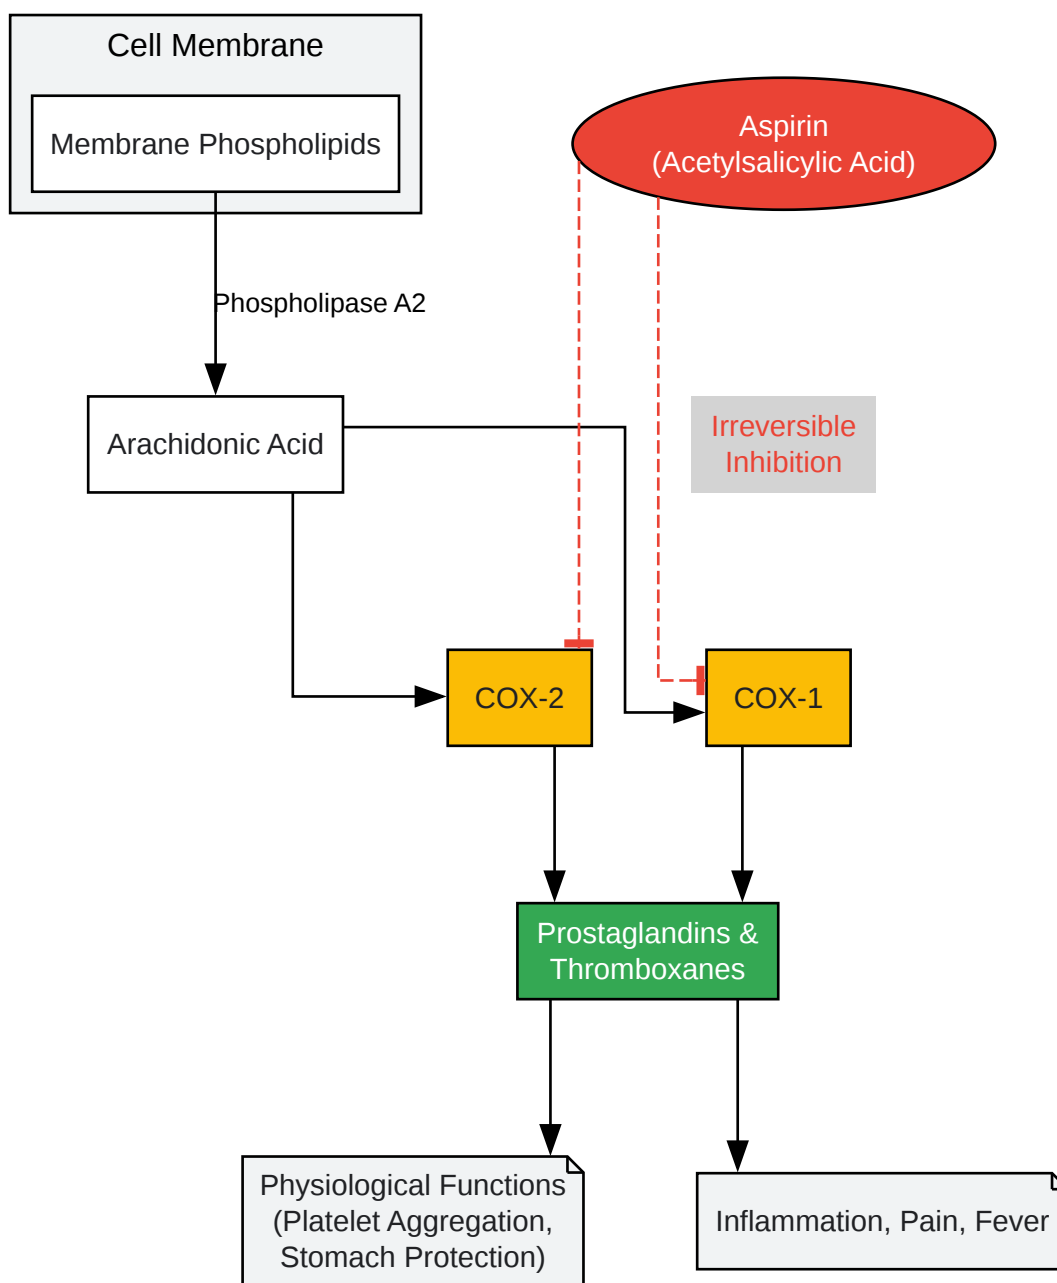 Cell Membrane
Membrane Phospholipids
Aspirin
(Acetylsalicylic Acid)
Phospholipase A2
Arachidonic Acid
Irreversible
Inhibition
COX-2
COX-1
Prostaglandins &
Thromboxanes
Physiological Functions
(Platelet Aggregation,
Stomach Protection)
Inflammation, Pain, Fever